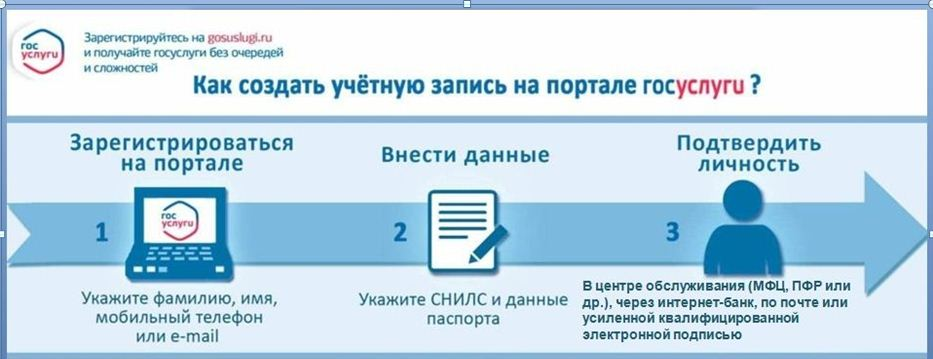 гос
услуги
Зарегистрируйтесь на gosuslugi.ru
и получайте госуслуги без очередей
и сложностей
Как создать учётную запись на портале госуслуги ?
Зарегистрироваться
на портале
Внести данные
Подтвердить
личность
1
гос
услуги
2
3
Укажите фамилию, имя,
мобильный телефон
или e-mail
Укажите СНИЛС и данные
паспорта
В центре обслуживания (МФЦ, ПФР или
др.), через интернет-банк, по почте или
усиленной квалифицированной
электронной подписью